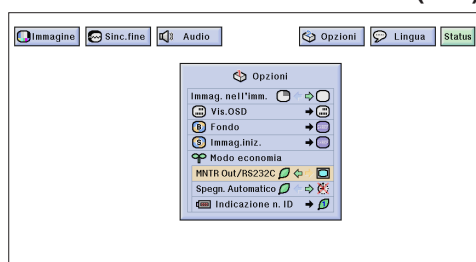 Immagine Sinc.fine Audio Opzioni Lingua Status
Opzioni
Immag. nell'imm.
Vis.OSD
B Fondo
S Immag.iniz.
Modo economia
MNTR Out/RS232C
Spegn. Automatico
Indicazione n. ID 1